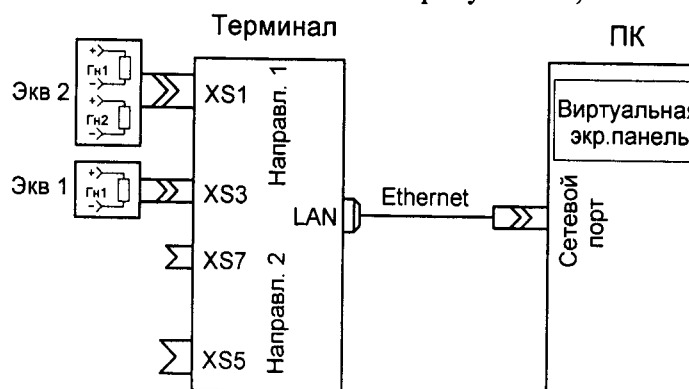 Терминал
ПК
+
Гн1
-
+
Гн2
-
Экв 2
XS1
Направл. 1
Виртуальная
экр.панель
+
Гн1
-
Экв 1
XS3
LAN
Ethernet
Сетевой
порт
XS7
Направл. 2
XS5